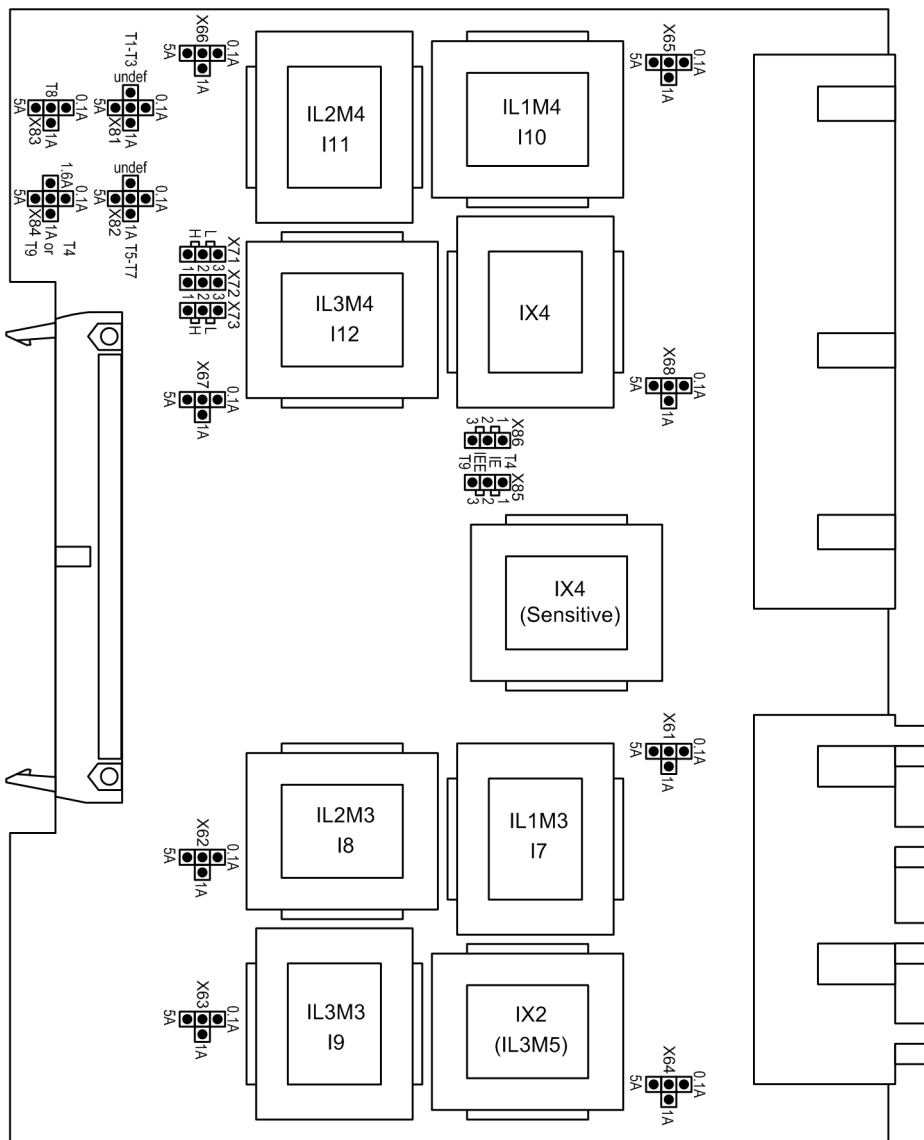 X66
5A
0.1A
1A
X65
5A
0.1A
1A
T1-T3
undef
5A
0.1A
X81
1A
T8
5A
0.1A
X83
1A
IL2M4
I11
IL1M4
I10
1.6A
5A
0.1A
X84
1A or
T4
T9
undef
5A
0.1A
X82
1A
T5-T7
H
L
X71
1
2
3
X72
1
2
3
X73
H
L
IL3M4
I12
IX4
X67
5A
0.1A
1A
X68
5A
0.1A
1A
3
2
1
X86
T9
IEE
IE
T4
X85
3
2
1
IX4
(Sensitive)
X61
5A
0.1A
1A
IL2M3
I8
IL1M3
I7
X62
5A
0.1A
1A
IL3M3
I9
IX2
(IL3M5)
X63
5A
0.1A
1A
X64
5A
0.1A
1A